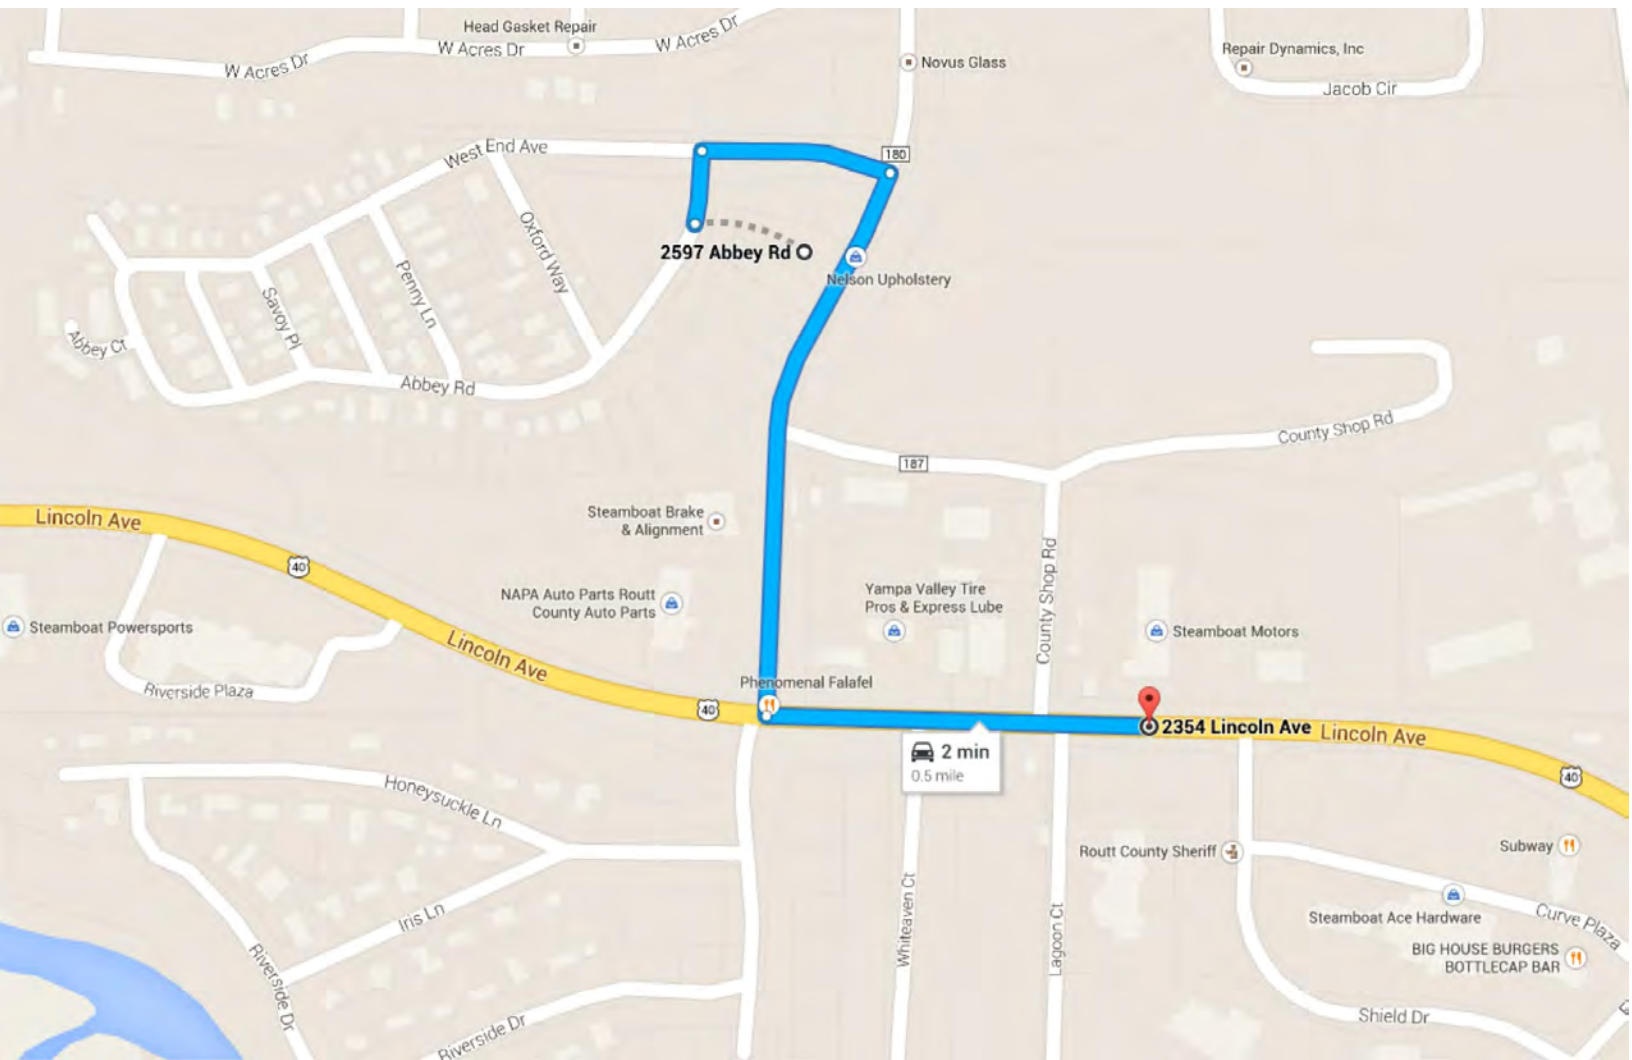 Head Gasket Repair
W Acres Dr
W Acres Dr
W Acres Dr
Novus Glass
Repair Dynamics, Inc
Jacob Cir
West End Ave
180
Oxford Way
2597 Abbey Rd
Nelson Upholstery
Penny Ln
Savoy Pl
Abbey Ct
Abbey Rd
County Shop Rd
187
Lincoln Ave
Steamboat Brake
& Alignment
40
County Shop Rd
NAPA Auto Parts Routt
County Auto Parts
Yampa Valley Tire
Pros & Express Lube
Steamboat Powersports
Steamboat Motors
Lincoln Ave
Riverside Plaza
Phenomenal Falafel
40
2354 Lincoln Ave
Lincoln Ave
2 min
0.5 mile
40
Honeysuckle Ln
Routt County Sheriff
Subway
Whiteaven Ct
Iris Ln
Lagoon Ct
Steamboat Ace Hardware
Curve Plaza
BIG HOUSE BURGERS
BOTTLECAP BAR
Riverside Dr
Riverside Dr
Shield Dr